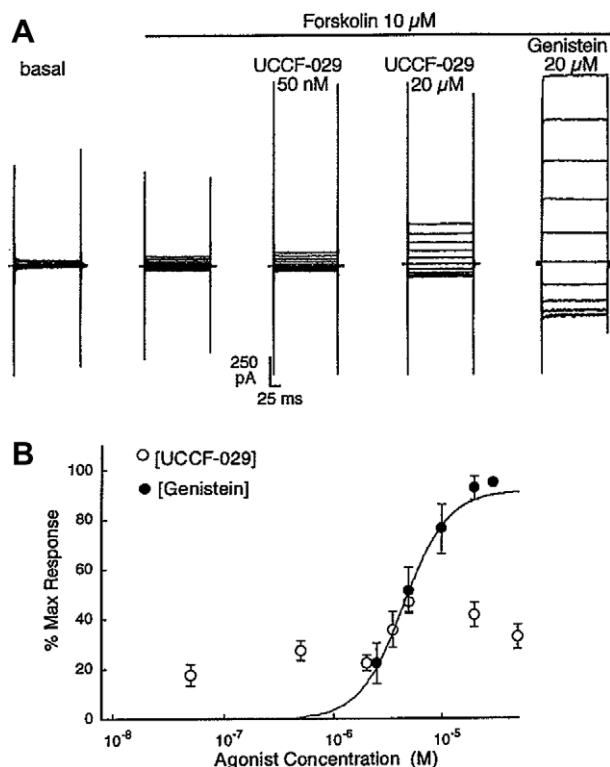 A
Forskolin 10 µM
basal
UCCF-029
50 nM
UCCF-029
20 µM
Genistein
20 µM
250
pA
25 ms
B
[UCCF-029]
[Genistein]
100
80
60
40
20
0
% Max Response
10⁻⁸
10⁻⁷
10⁻⁶
10⁻⁵
Agonist Concentration (M)